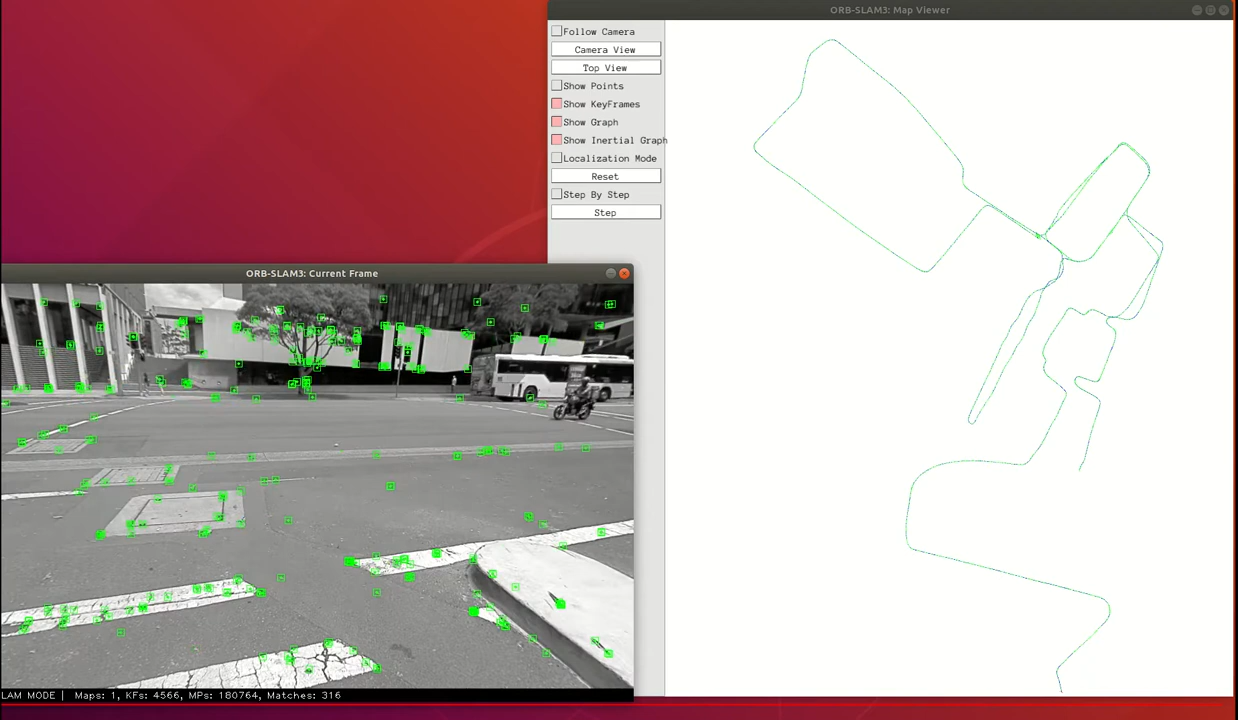 ORB-SLAM3: Map Viewer
Follow Camera
Camera View
Top View
Show Points
Show KeyFrames
Show Graph
Show Inertial Graph
Localization Mode
Reset
Step By Step
Step
ORB-SLAM3: Current Frame
LAM MODE | Maps: 1, KFs: 4566, MPs: 180764, Matches: 316